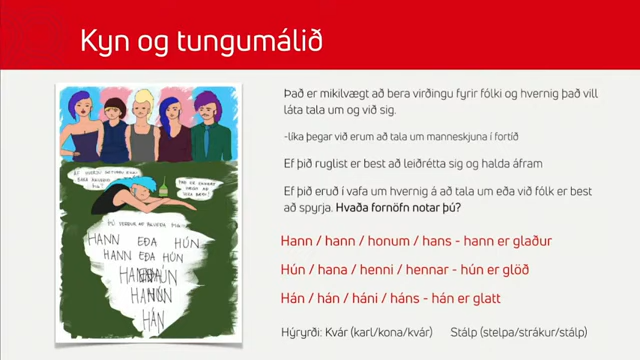 Kyn og tungumálið
Það er mikilvægt að bera virðingu fyrir fólki og hvernig það vill
láta tala um og við sig.
-líka þegar við erum að tala um manneskjuna í fortíð
Ef þið ruglist er best að leiðrétta sig og halda áfram
Ef þið eruð í vafa um hvernig á að tala um eða við fólk er best
að spyrja. Hvaða fornöfn notar þú?
Hann / hann / honum / hans - hann er glaður
Hún / hana / henni / hennar - hún er glöð
Hán / hán / háni / háns - hán er glatt
Hýryrði: Kvár (karl/kona/kvár) Stálp (stelpa/strákur/stálp)
HANN EÐA HÚN
HANN EÐA HÚN
HÁN